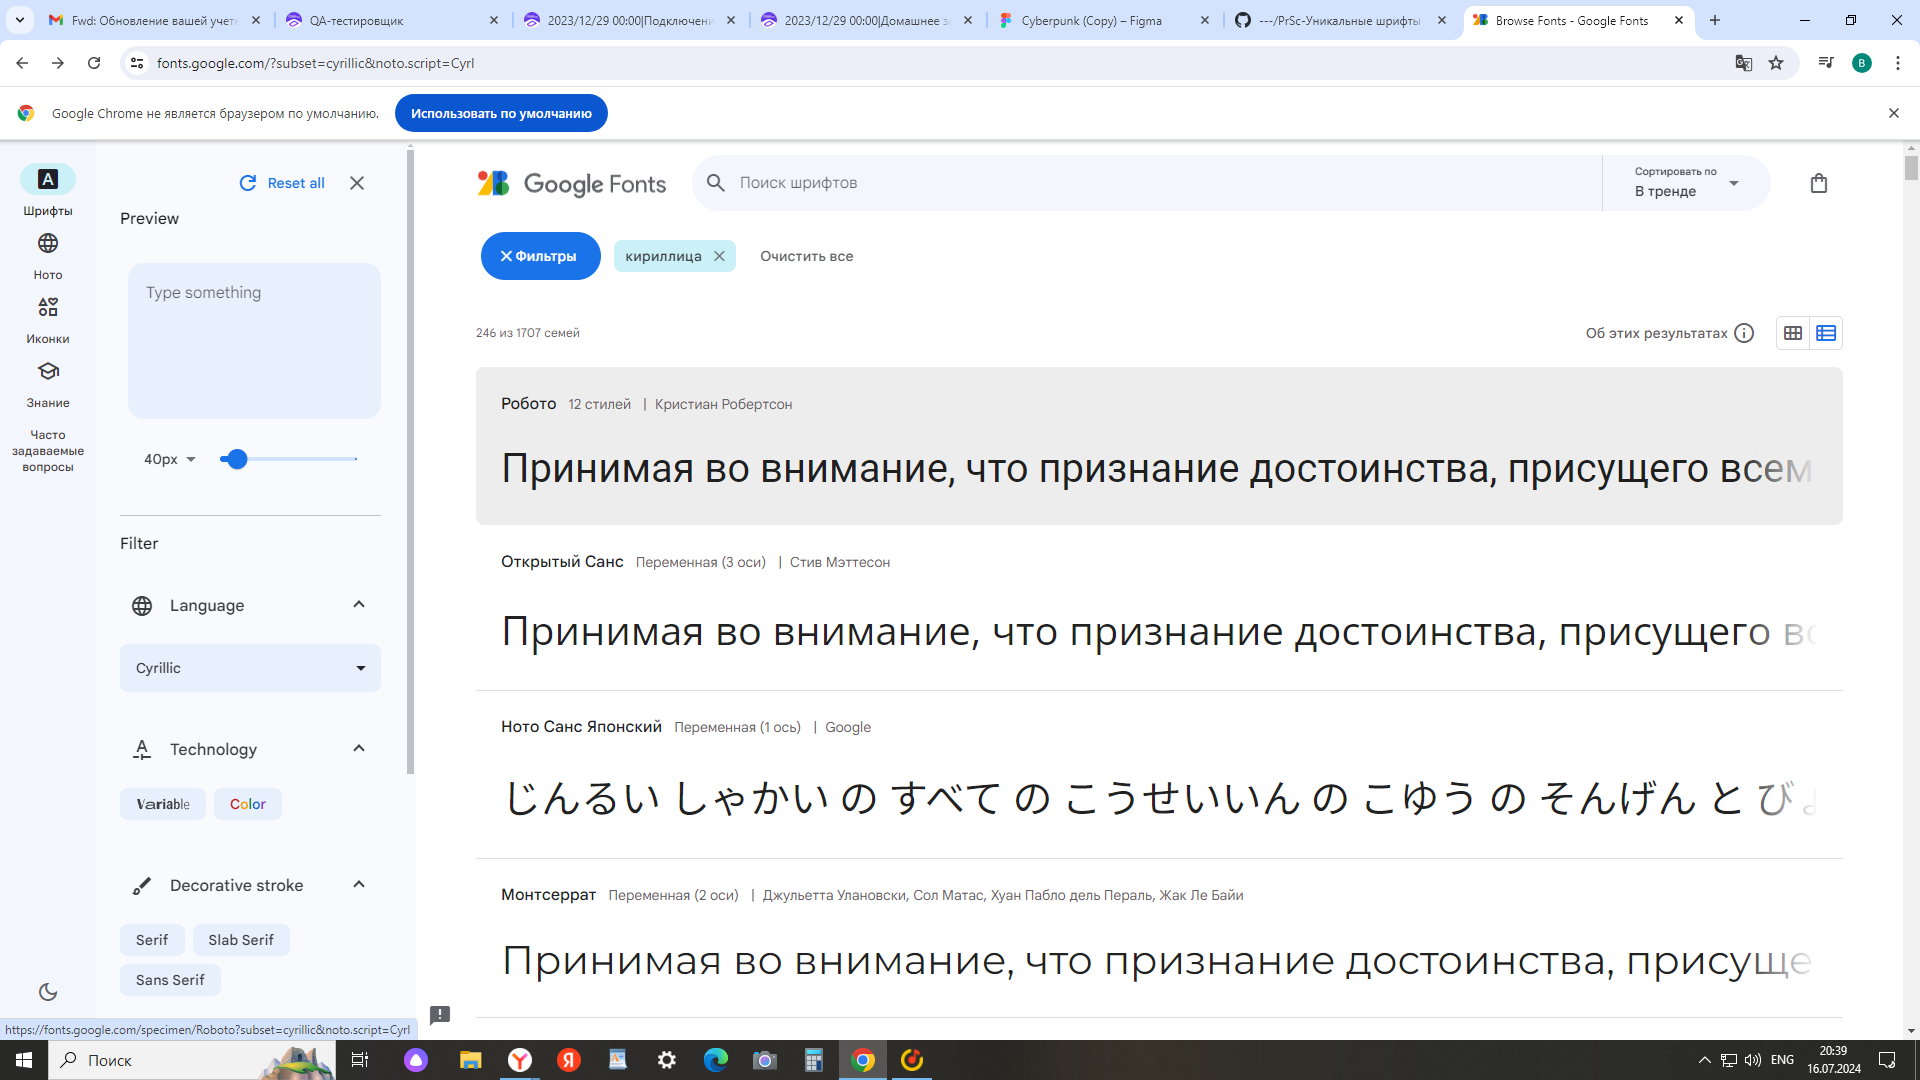 Fwd: Обновление вашей учет
QA-тестировщик
2023/12/29 00:00|Подключени
2023/12/29 00:00|Домашнее за
Cyberpunk (Copy) – Figma
---/PrSc-Уникальные шрифты
Browse Fonts - Google Fonts
fonts.google.com/?subset=cyrillic&noto.script=Cyrl
B
Google Chrome не является браузером по умолчанию.
Использовать по умолчанию
Шрифты
Ното
Иконки
Знание
Часто
задаваемые
вопросы
Reset all
Preview
Type something
40px
Filter
Language
Cyrillic
Technology
Variable
Color
Decorative stroke
Serif
Slab Serif
Sans Serif
Google Fonts
Поиск шрифтов
Сортировать по
В тренде
Фильтры
кириллица
Очистить все
246 из 1707 семей
Об этих результатах
Робото 12 стилей | Кристиан Робертсон
Принимая во внимание, что признание достоинства, присущего всем
Открытый Санс Переменная (3 оси) | Стив Мэттесон
Принимая во внимание, что признание достоинства, присущего вс
Ното Санс Японский Переменная (1 ось) | Google
じんるい しゃかい の すべて の こうせいいん の こゆう の そんげん と びょ
Монтсеррат Переменная (2 оси) | Джульетта Улановски, Сол Матас, Хуан Пабло дель Пераль, Жак Ле Байи
Принимая во внимание, что признание достоинства, присуще
https://fonts.google.com/specimen/Roboto?subset=cyrillic&noto.script=Cyrl
Поиск
ENG
20:39
16.07.2024